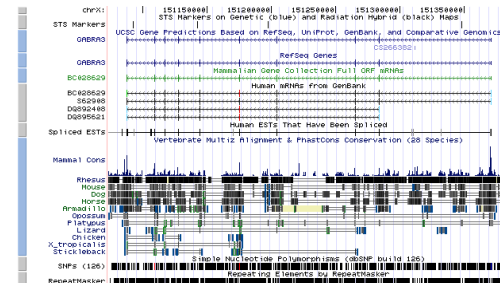 chrX: 151150000 151200000 151250000 151300000 151350000
STS Markers on Genetic (blue) and Radiation Hybrid (black) Maps
STS Markers
UCSC Gene Predictions Based on RefSeq, UniProt, GenBank, and Comparative Genomics
GABRA3
RefSeq Genes
GABRA3
Mammalian Gene Collection Full ORF mRNAs
BC028629
Human mRNAs from GenBank
BC028629
S62908
DQ892408
DQ895621
Human ESTs That Have Been Spliced
Spliced ESTs
Vertebrate Multiz Alignment & PhastCons Conservation (28 Species)
Mammal Cons
Rhesus
Mouse
Dog
Horse
Armadillo
Opossum
Platypus
Lizard
Chicken
X_tropicalis
Stickleback
Simple Nucleotide Polymorphisms (dbSNP build 126)
SNPs (126)
Repeating Elements by RepeatMasker
RepeatMasker